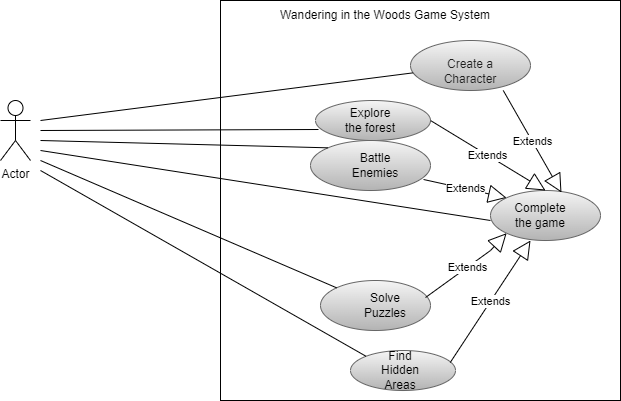 Wandering in the Woods Game System
Create a
Character
Explore
the forest
Extends
Extends
Battle
Enemies
Extends
Actor
Complete
the game
Extends
Solve
Puzzles
Extends
Find
Hidden
Areas